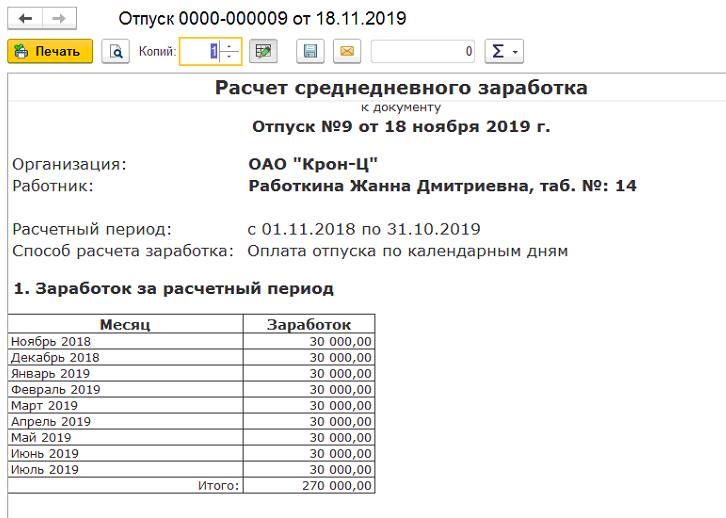 Отпуск 0000-000009 от 18.11.2019
Печать Копий: 1 0 Σ
Расчет среднедневного заработка
к документу
Отпуск №9 от 18 ноября 2019 г.
Организация: ОАО "Крон-Ц"
Работник: Работкина Жанна Дмитриевна, таб. №: 14
Расчетный период: с 01.11.2018 по 31.10.2019
Способ расчета заработка: Оплата отпуска по календарным дням
1. Заработок за расчетный период
Месяц Заработок
Ноябрь 2018 30 000,00
Декабрь 2018 30 000,00
Январь 2019 30 000,00
Февраль 2019 30 000,00
Март 2019 30 000,00
Апрель 2019 30 000,00
Май 2019 30 000,00
Июнь 2019 30 000,00
Июль 2019 30 000,00
Итого: 270 000,00